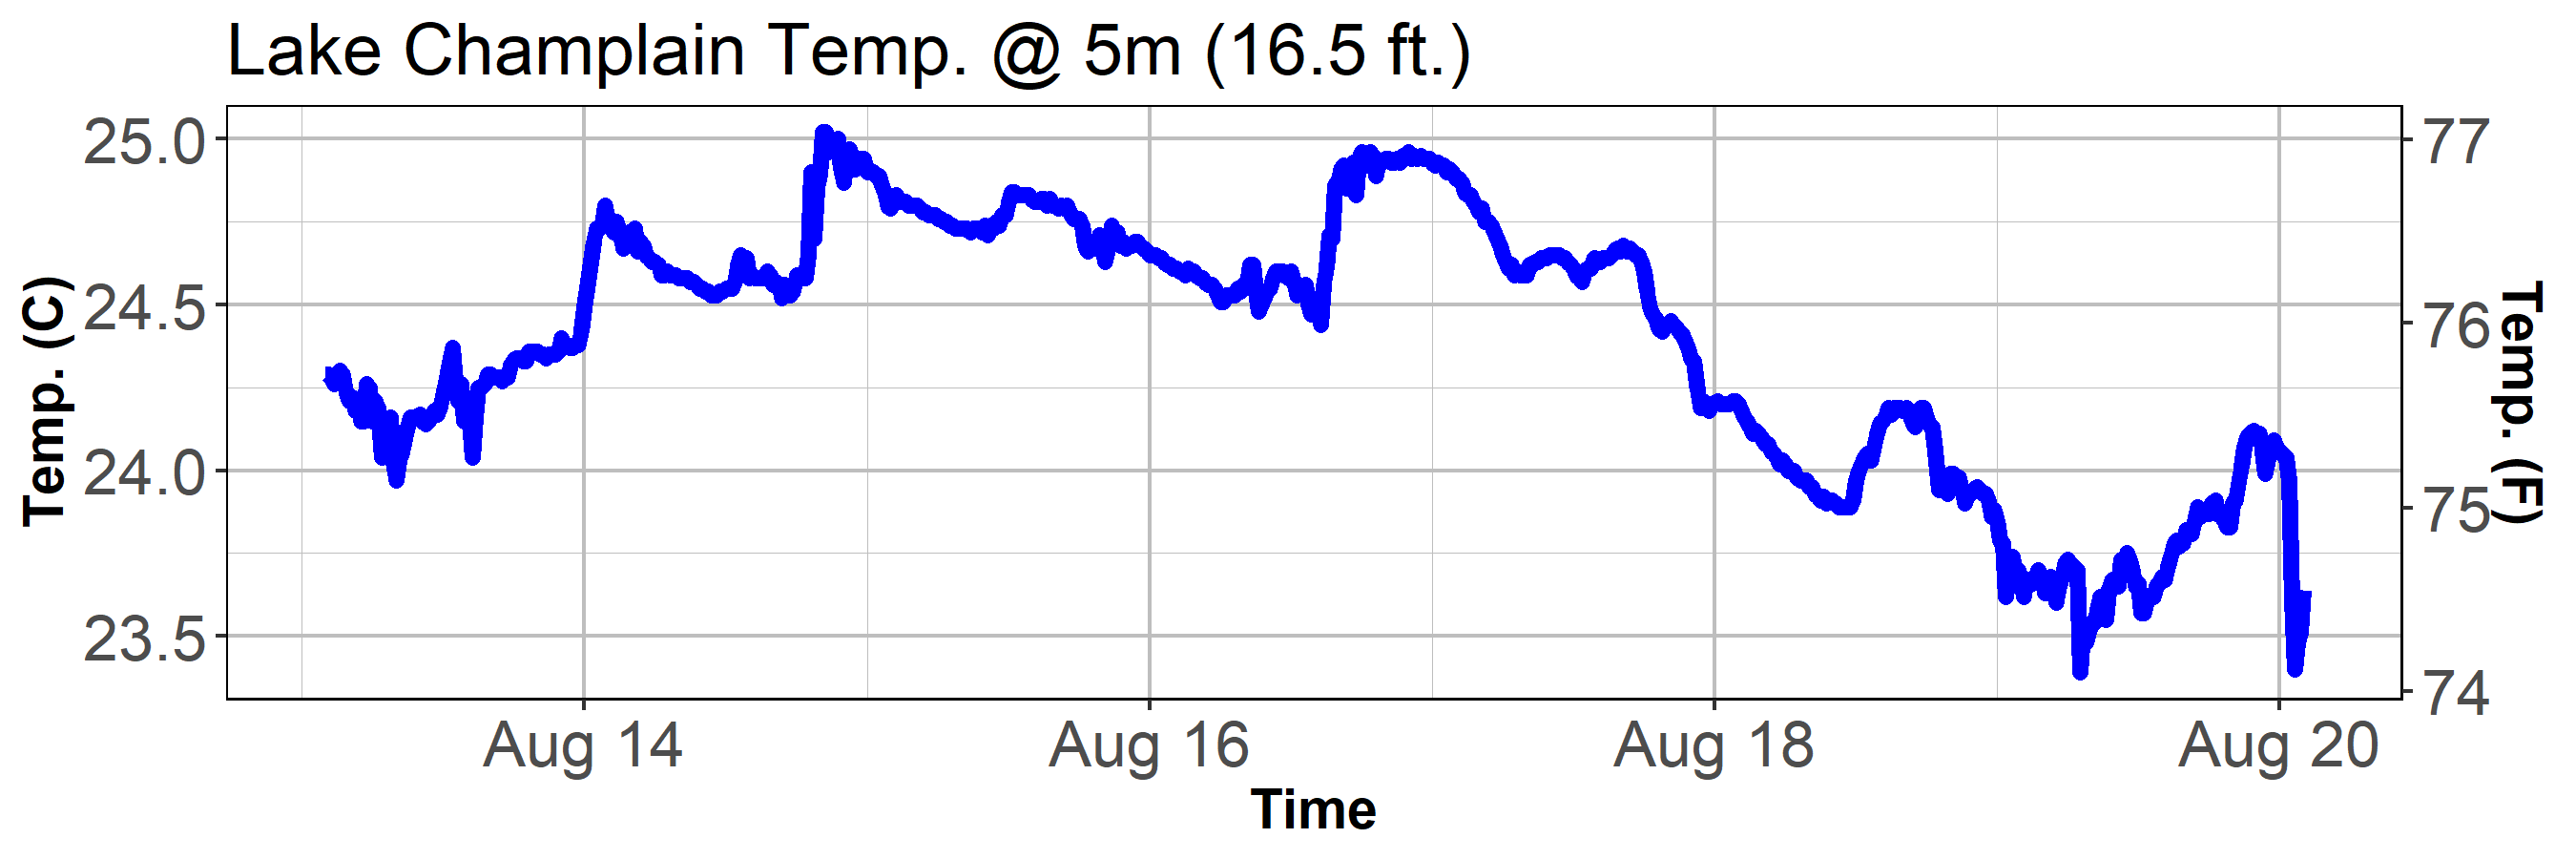 Lake Champlain Temp. @ 5m (16.5 ft.)
Temp. (C)
25.0
24.5
24.0
23.5
77
76
75
74
Temp. (F)
Aug 14 Aug 16 Aug 18 Aug 20
Time